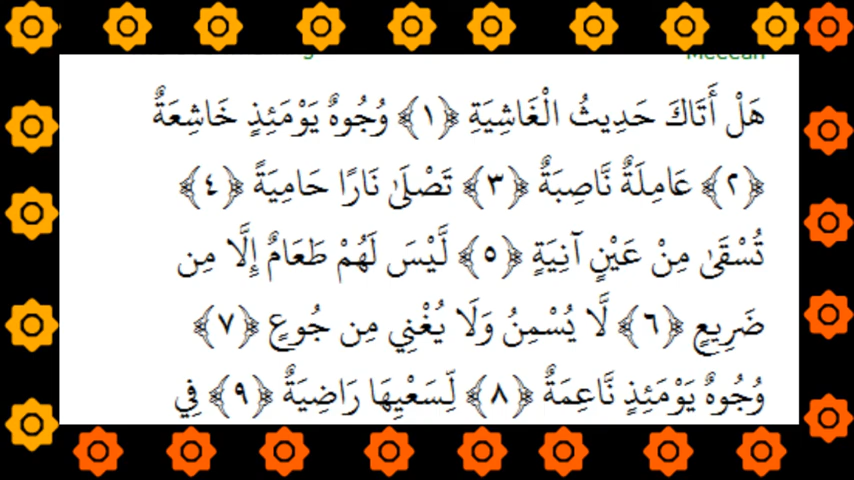 Meccan
هَلْ أَتَاكَ حَدِيثُ الْغَاشِيَةِ ﴿١﴾ وُجُوهٌ يَوْمَئِذٍ خَاشِعَةٌ
﴿٢﴾ عَامِلَةٌ نَّاصِبَةٌ ﴿٣﴾ تَصْلَىٰ نَارًا حَامِيَةً ﴿٤﴾
تُسْقَىٰ مِنْ عَيْنٍ آنِيَةٍ ﴿٥﴾ لَّيْسَ لَهُمْ طَعَامٌ إِلَّا مِن
ضَرِيعٍ ﴿٦﴾ لَّا يُسْمِنُ وَلَا يُغْنِي مِن جُوعٍ ﴿٧﴾
وُجُوهٌ يَوْمَئِذٍ نَّاعِمَةٌ ﴿٨﴾ لِّسَعْيِهَا رَاضِيَةٌ ﴿٩﴾ فِي